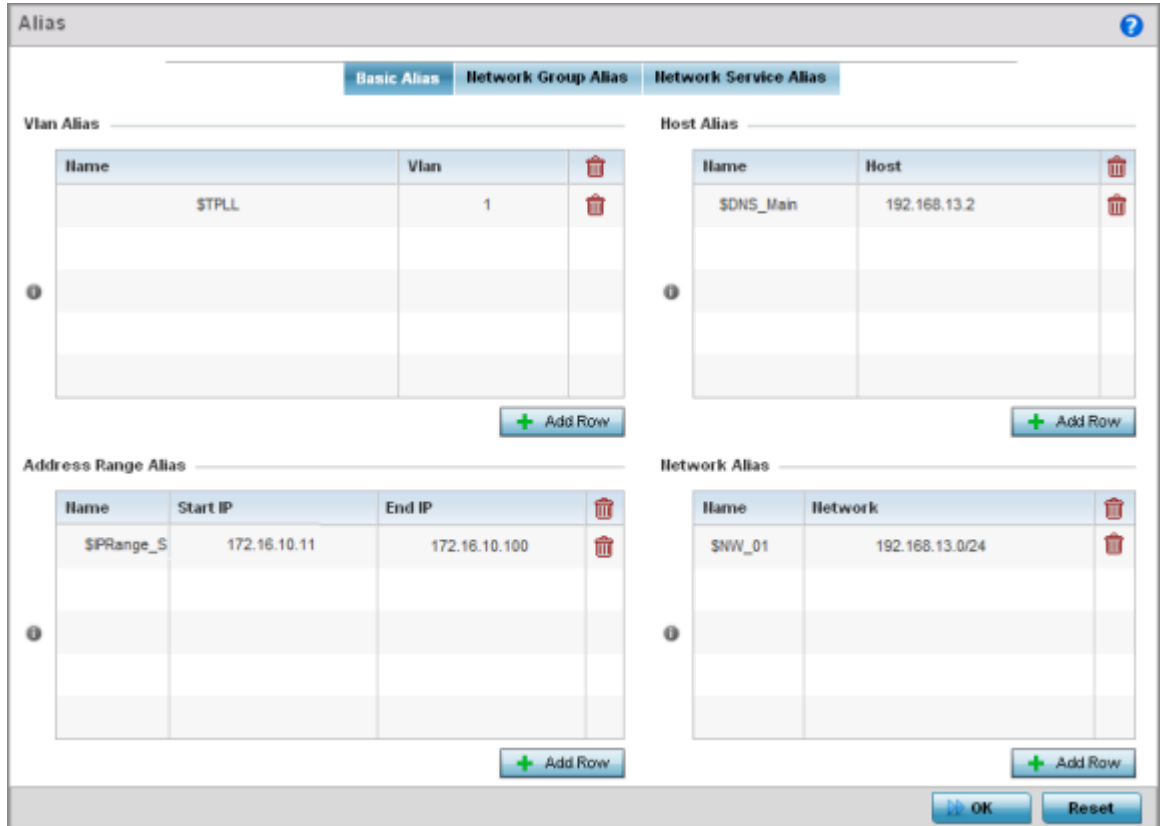 Alias
Basic Alias Network Group Alias Network Service Alias
Vlan Alias
Name Vlan
$TPLL 1
Add Row
Host Alias
Name Host
$DNS_Main 192.168.13.2
Add Row
Address Range Alias
Name Start IP End IP
$IPRange_S 172.16.10.11 172.16.10.100
Add Row
Network Alias
Name Network
$NW_01 192.168.13.0/24
Add Row
OK Reset